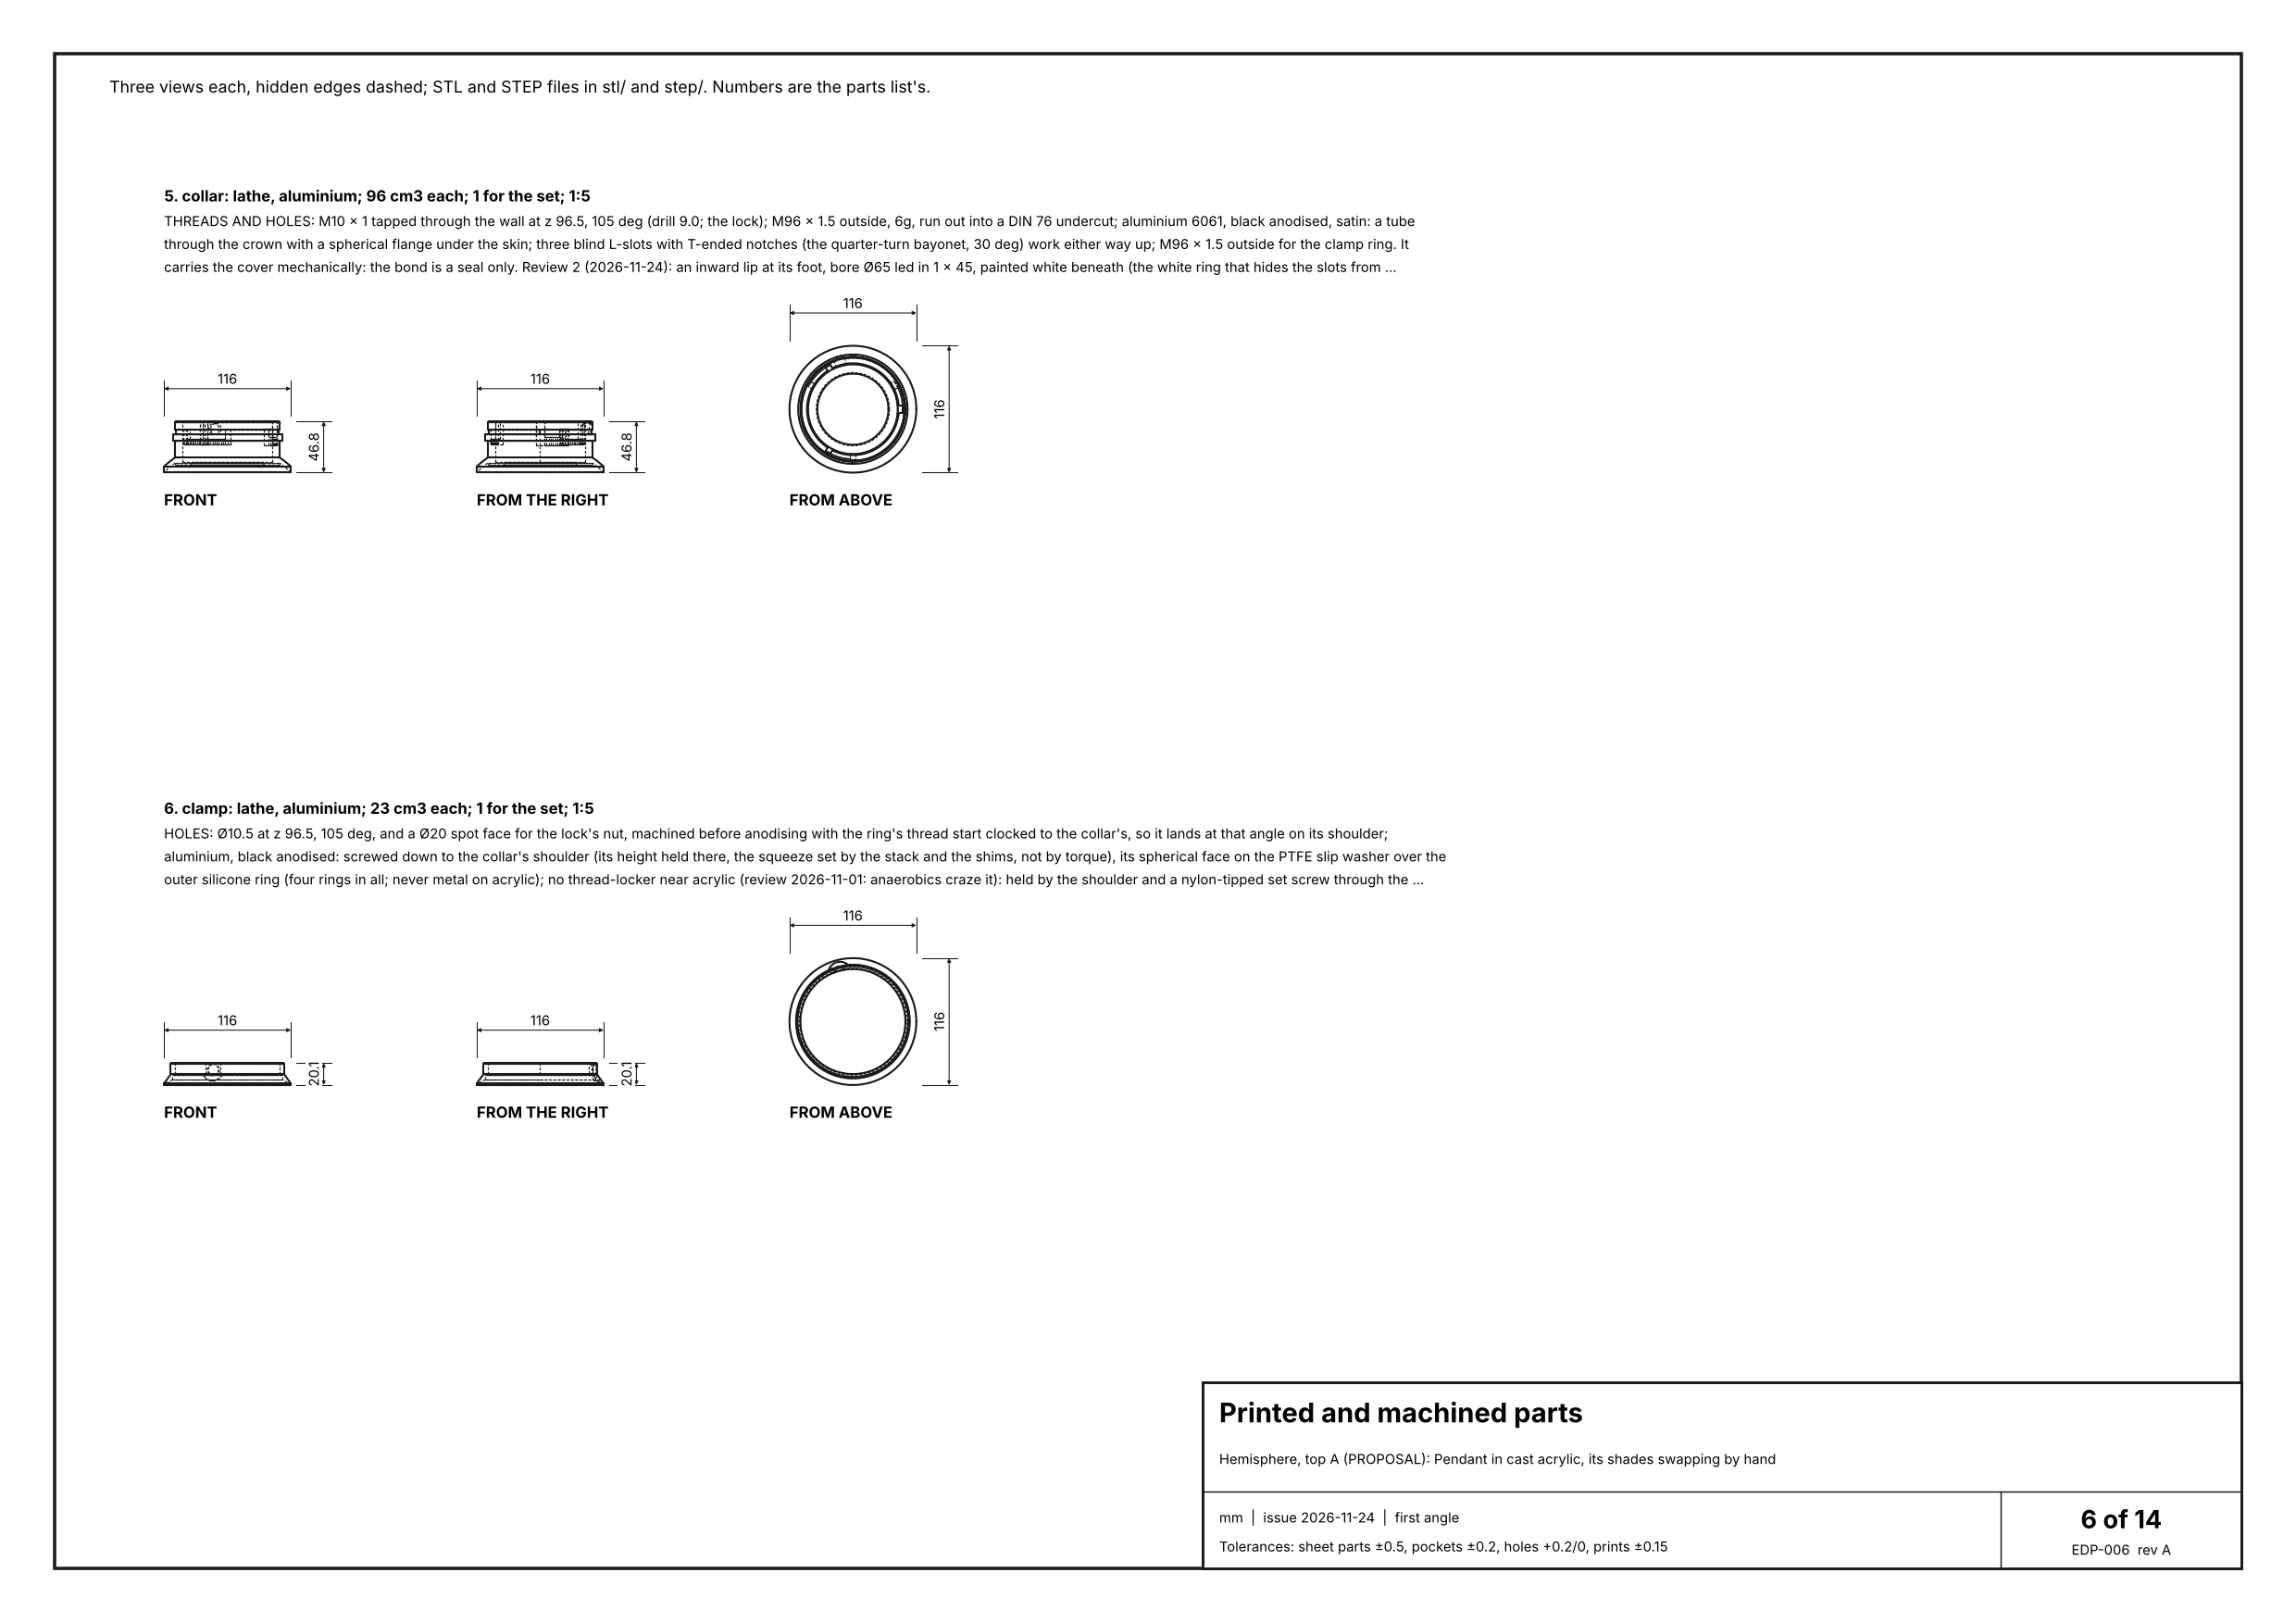 Three views each, hidden edges dashed; STL and STEP files in stl/ and step/. Numbers are the parts list's.
5. collar: lathe, aluminium; 96 cm3 each; 1 for the set; 1:5
THREADS AND HOLES: M10 × 1 tapped through the wall at z 96.5, 105 deg (drill 9.0; the lock); M96 × 1.5 outside, 6g, run out into a DIN 76 undercut; aluminium 6061, black anodised, satin: a tube
through the crown with a spherical flange under the skin; three blind L-slots with T-ended notches (the quarter-turn bayonet, 30 deg) work either way up; M96 × 1.5 outside for the clamp ring. It
carries the cover mechanically: the bond is a seal only. Review 2 (2026-11-24): an inward lip at its foot, bore Ø65 led in 1 × 45, painted white beneath (the white ring that hides the slots from ...
116
116
116
46.8
46.8
116
FRONT
FROM THE RIGHT
FROM ABOVE
6. clamp: lathe, aluminium; 23 cm3 each; 1 for the set; 1:5
HOLES: Ø10.5 at z 96.5, 105 deg, and a Ø20 spot face for the lock's nut, machined before anodising with the ring's thread start clocked to the collar's, so it lands at that angle on its shoulder;
aluminium, black anodised: screwed down to the collar's shoulder (its height held there, the squeeze set by the stack and the shims, not by torque), its spherical face on the PTFE slip washer over the
outer silicone ring (four rings in all; never metal on acrylic); no thread-locker near acrylic (review 2026-11-01: anaerobics craze it): held by the shoulder and a nylon-tipped set screw through the ...
116
116
116
20.1
20.1
116
FRONT
FROM THE RIGHT
FROM ABOVE
Printed and machined parts
Hemisphere, top A (PROPOSAL): Pendant in cast acrylic, its shades swapping by hand
mm | issue 2026-11-24 | first angle
Tolerances: sheet parts ±0.5, pockets ±0.2, holes +0.2/0, prints ±0.15
6 of 14
EDP-006 rev A